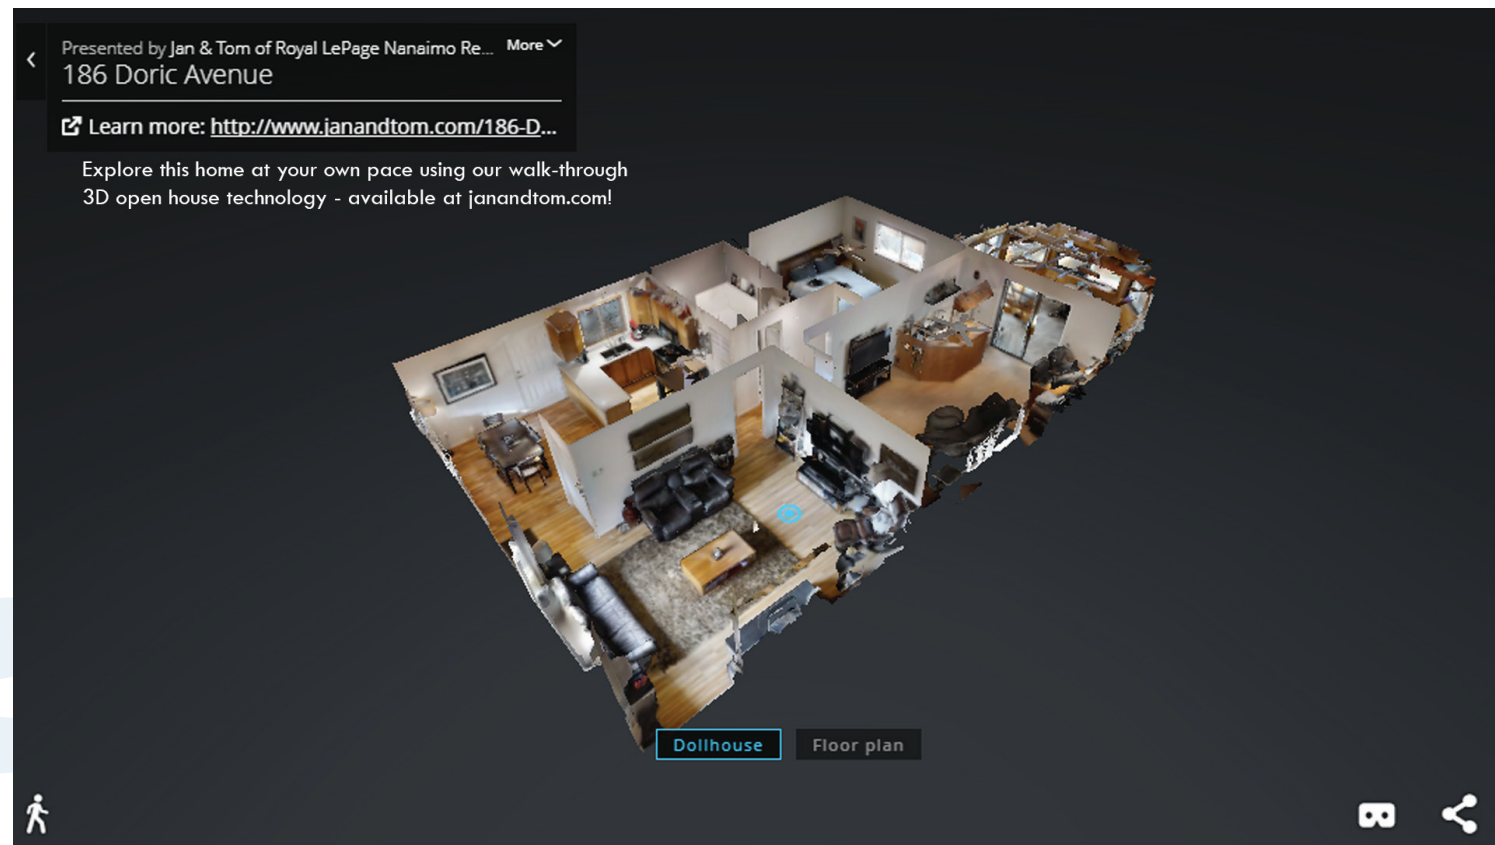 Presented by Jan & Tom of Royal LePage Nanaimo Re... More
186 Doric Avenue
Learn more: http://www.janandtom.com/186-D...
Explore this home at your own pace using our walk-through
3D open house technology - available at janandtom.com!
Dollhouse Floor plan